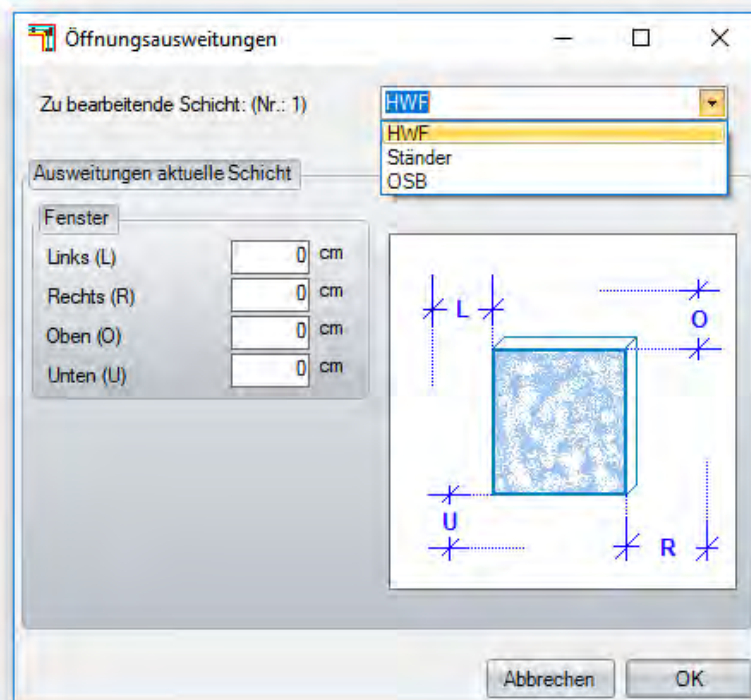 Öffnungsausweitungen
Zu bearbeitende Schicht: (Nr.: 1)
HWF
HWF
Ständer
OSB
Ausweitungen aktuelle Schicht
Fenster
Links (L) 0 cm
Rechts (R) 0 cm
Oben (O) 0 cm
Unten (U) 0 cm
L
O
U
R
Abbrechen
OK